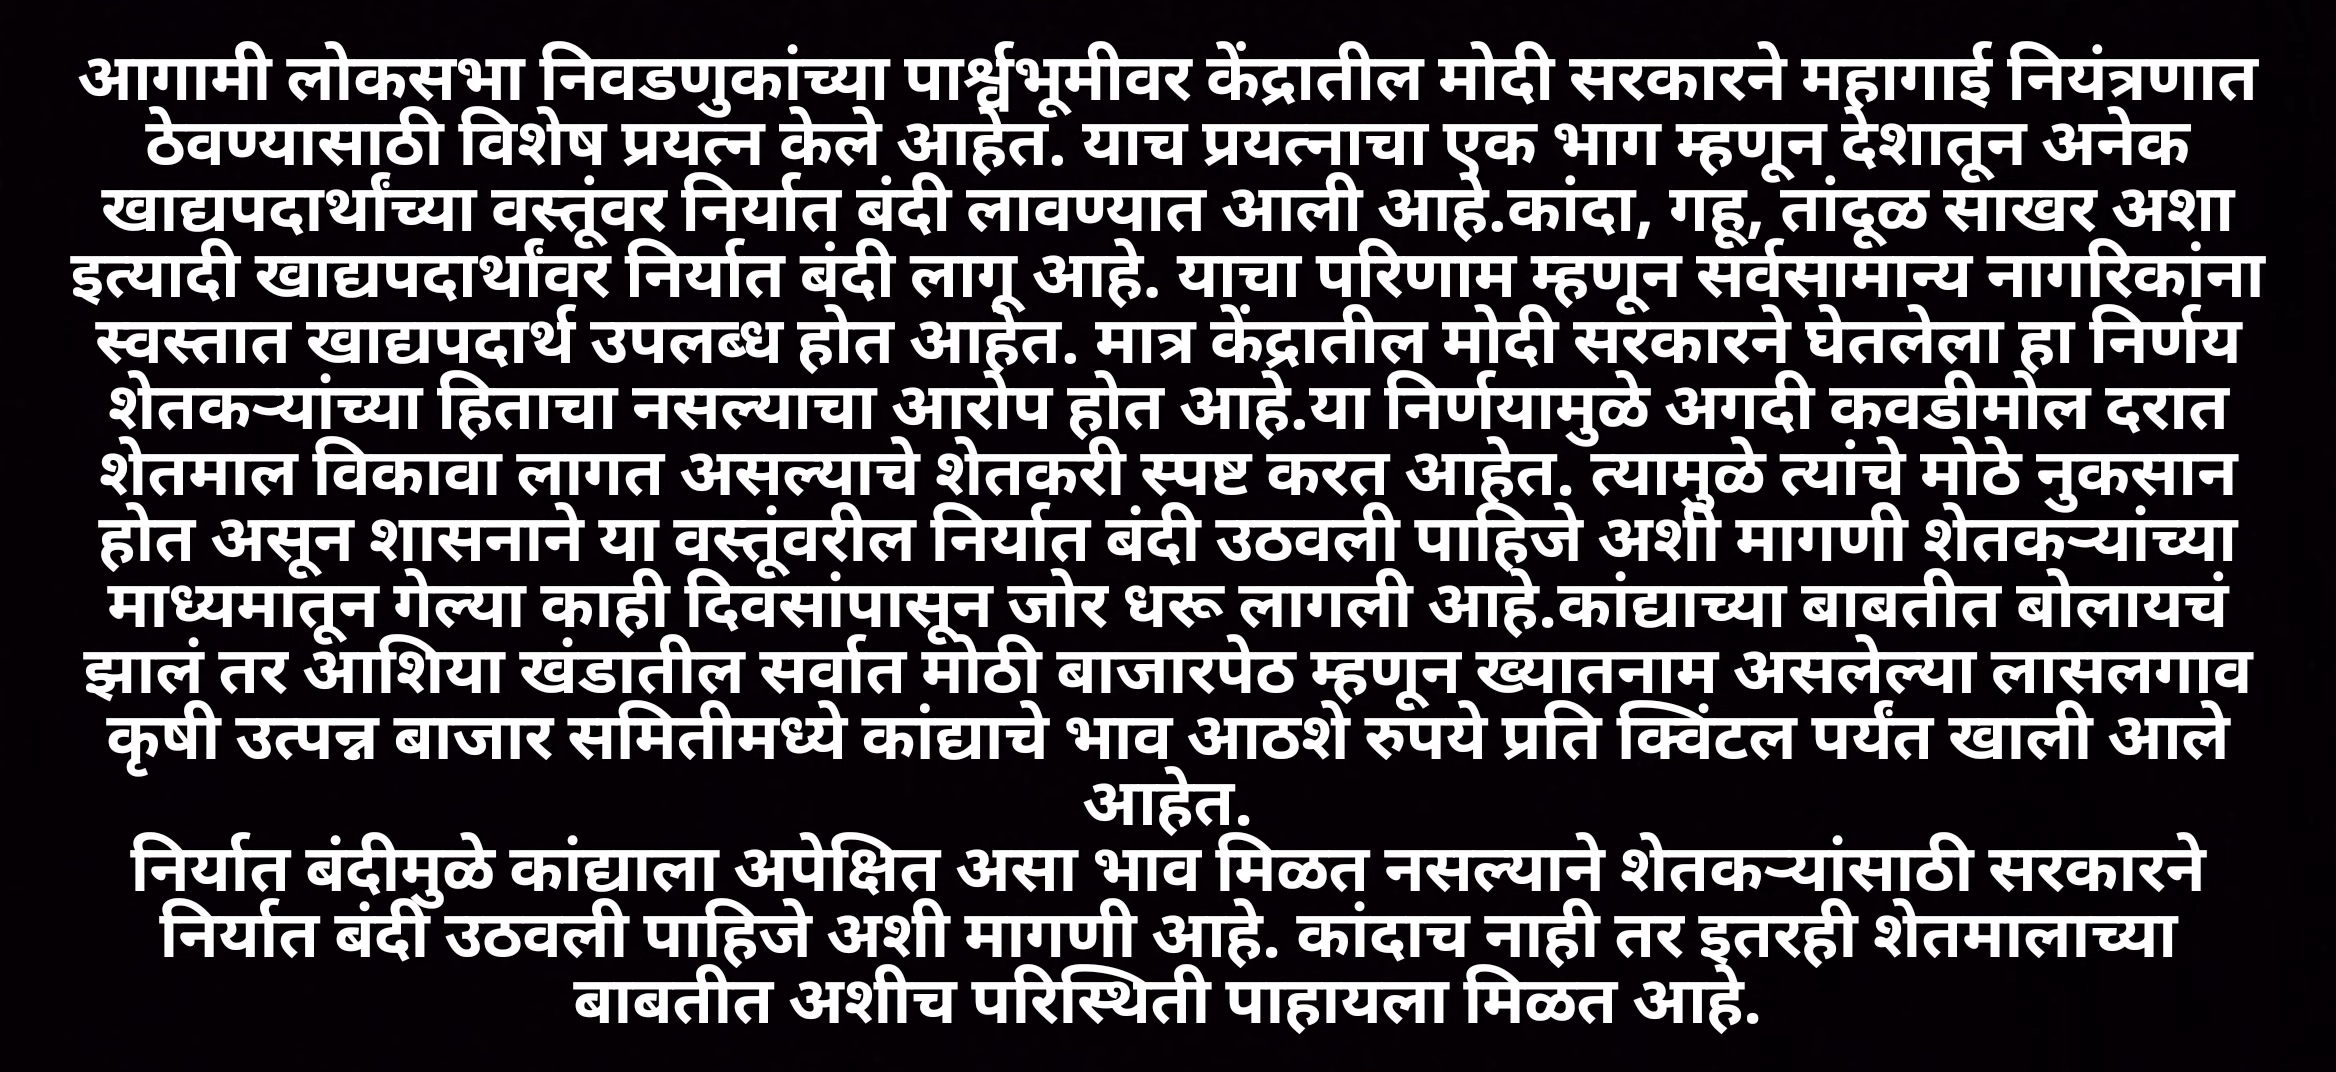 आगामी लोकसभा निवडणुकांच्या पार्श्वभूमीवर केंद्रातील मोदी सरकारने महागाई नियंत्रणात
ठेवण्यासाठी विशेष प्रयत्न केले आहेत. याच प्रयत्नाचा एक भाग म्हणून देशातून अनेक
खाद्यपदार्थांच्या वस्तूंवर निर्यात बंदी लावण्यात आली आहे.कांदा, गहू, तांदूळ साखर अशा
इत्यादी खाद्यपदार्थांवर निर्यात बंदी लागू आहे. याचा परिणाम म्हणून सर्वसामान्य नागरिकांना
स्वस्तात खाद्यपदार्थ उपलब्ध होत आहेत. मात्र केंद्रातील मोदी सरकारने घेतलेला हा निर्णय
शेतकऱ्यांच्या हिताचा नसल्याचा आरोप होत आहे.या निर्णयामुळे अगदी कवडीमोल दरात
शेतमाल विकावा लागत असल्याचे शेतकरी स्पष्ट करत आहेत. त्यामुळे त्यांचे मोठे नुकसान
होत असून शासनाने या वस्तूंवरील निर्यात बंदी उठवली पाहिजे अशी मागणी शेतकऱ्यांच्या
माध्यमातून गेल्या काही दिवसांपासून जोर धरू लागली आहे.कांद्याच्या बाबतीत बोलायचं
झालं तर आशिया खंडातील सर्वात मोठी बाजारपेठ म्हणून ख्यातनाम असलेल्या लासलगाव
कृषी उत्पन्न बाजार समितीमध्ये कांद्याचे भाव आठशे रुपये प्रति क्विंटल पर्यंत खाली आले
आहेत.
निर्यात बंदीमुळे कांद्याला अपेक्षित असा भाव मिळत नसल्याने शेतकऱ्यांसाठी सरकारने
निर्यात बंदी उठवली पाहिजे अशी मागणी आहे. कांदाच नाही तर इतरही शेतमालाच्या
बाबतीत अशीच परिस्थिती पाहायला मिळत आहे.